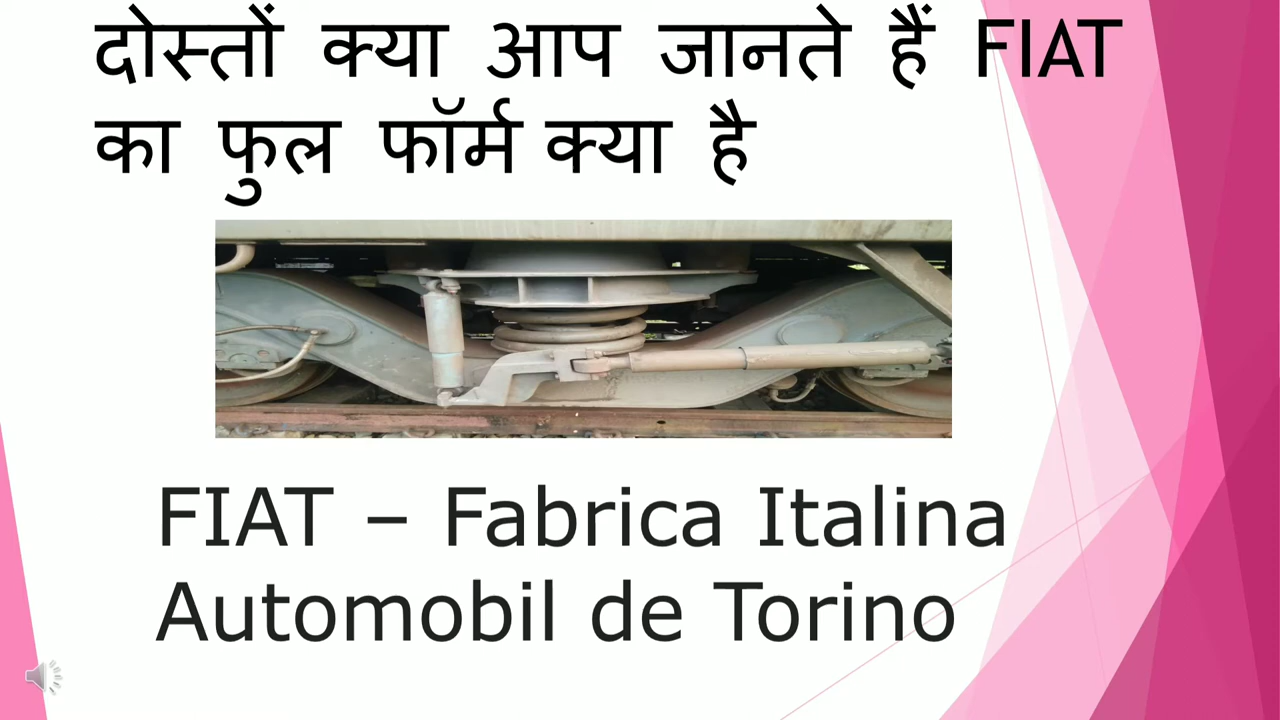 दोस्तों क्या आप जानते हैं FIAT
का फुल फॉर्म क्या है
FIAT – Fabrica Italina
Automobil de Torino